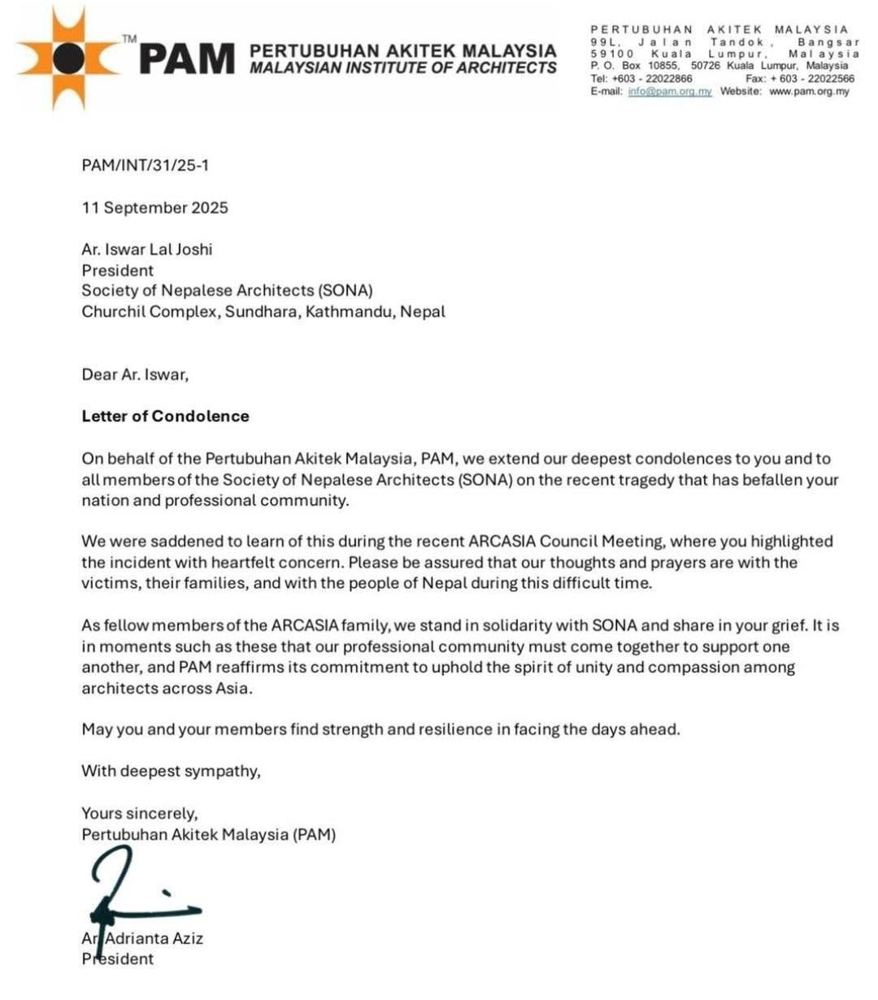 TM
PAM
PERTUBUHAN AKITEK MALAYSIA
MALAYSIAN INSTITUTE OF ARCHITECTS
PERTUBUHAN AKITEK MALAYSIA
99L, Jalan Tandok, Bangsar
59100 Kuala Lumpur, Malaysia
P. O. Box 10855, 50726 Kuala Lumpur, Malaysia
Tel: +603 - 22022866 Fax: + 603 - 22022566
E-mail: info@pam.org.my Website: www.pam.org.my
PAM/INT/31/25-1
11 September 2025
Ar. Iswar Lal Joshi
President
Society of Nepalese Architects (SONA)
Churchil Complex, Sundhara, Kathmandu, Nepal
Dear Ar. Iswar,
Letter of Condolence
On behalf of the Pertubuhan Akitek Malaysia, PAM, we extend our deepest condolences to you and to
all members of the Society of Nepalese Architects (SONA) on the recent tragedy that has befallen your
nation and professional community.
We were saddened to learn of this during the recent ARCASIA Council Meeting, where you highlighted
the incident with heartfelt concern. Please be assured that our thoughts and prayers are with the
victims, their families, and with the people of Nepal during this difficult time.
As fellow members of the ARCASIA family, we stand in solidarity with SONA and share in your grief. It is
in moments such as these that our professional community must come together to support one
another, and PAM reaffirms its commitment to uphold the spirit of unity and compassion among
architects across Asia.
May you and your members find strength and resilience in facing the days ahead.
With deepest sympathy,
Yours sincerely,
Pertubuhan Akitek Malaysia (PAM)
Ar. Adrianta Aziz
President